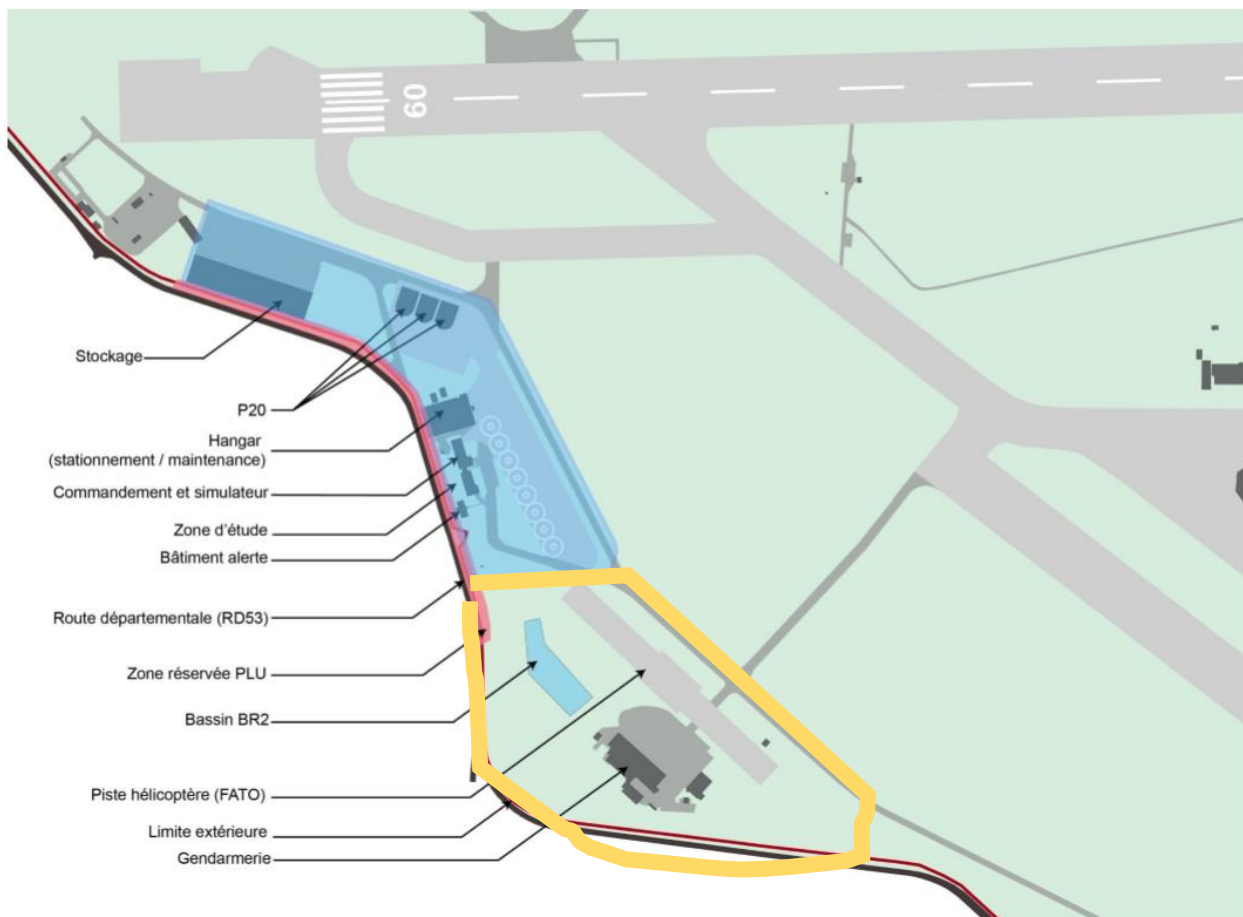 09
Stockage
P20
Hangar
(stationnement / maintenance)
Commandement et simulateur
Zone d'étude
Bâtiment alerte
Route départementale (RD53)
Zone réservée PLU
Bassin BR2
Piste hélicoptère (FATO)
Limite extérieure
Gendarmerie